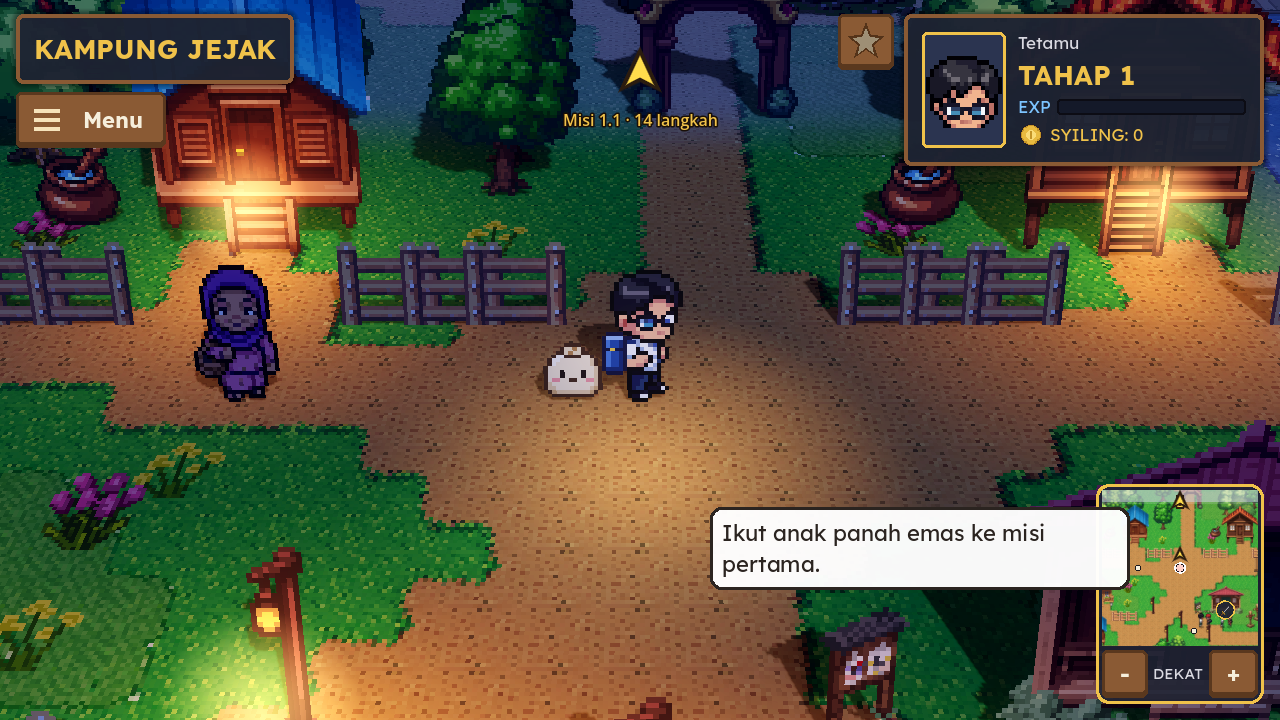 KAMPUNG JEJAK
Menu
Misi 1.1 · 14 langkah
Tetamu
TAHAP 1
EXP
SYILING: 0
Ikut anak panah emas ke misi
pertama.
- DEKAT +